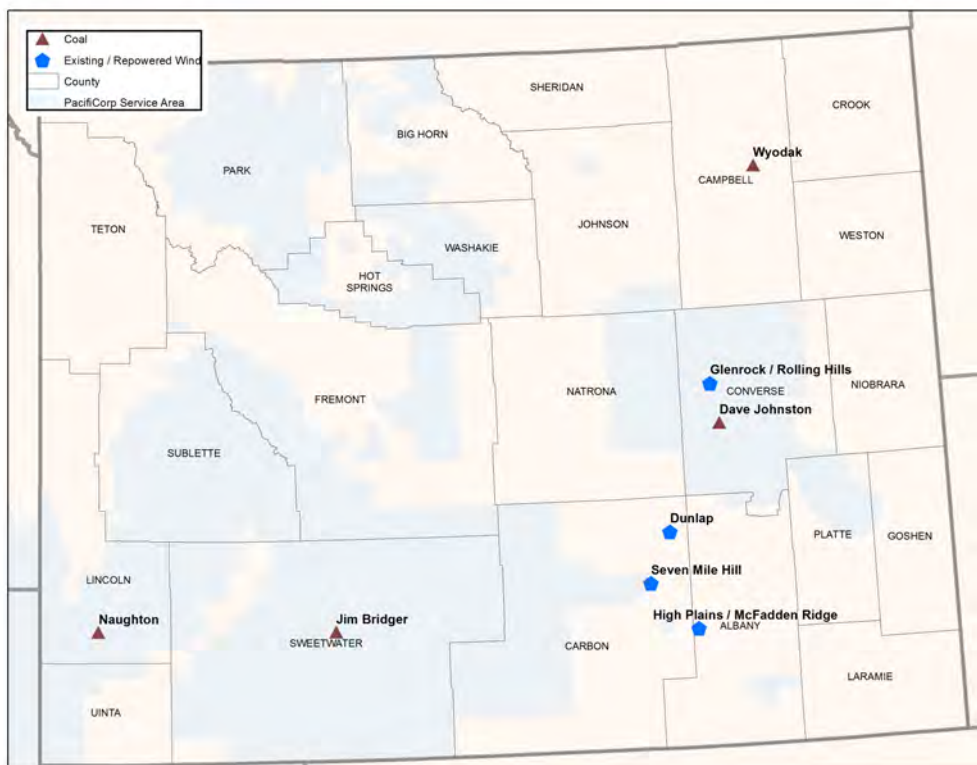 Coal
Existing / Repowered Wind
County
PacifiCorp Service Area
SHERIDAN
CROOK
BIG HORN
Wyodak
PARK
CAMPBELL
TETON
JOHNSON
WESTON
WASHAKIE
HOT
SPRINGS
Glenrock / Rolling Hills
NIOBRARA
NATRONA
CONVERSE
FREMONT
Dave Johnston
SUBLETTE
Dunlap
PLATTE
GOSHEN
Seven Mile Hill
LINCOLN
Naughton
Jim Bridger
High Plains / McFadden Ridge
SWEETWATER
CARBON
ALBANY
LARAMIE
UINTA